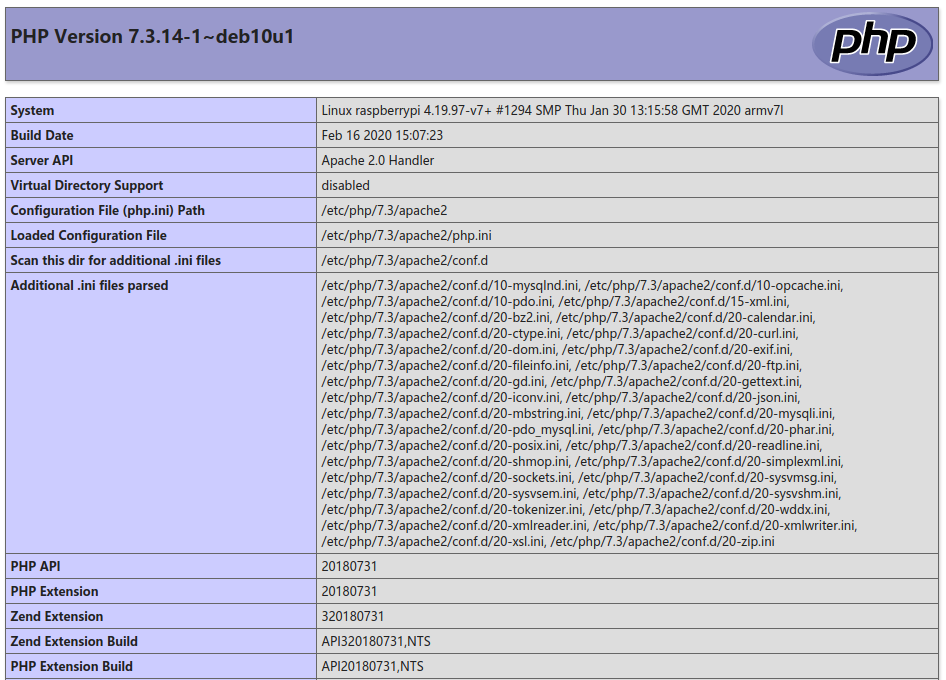 PHP Version 7.3.14-1~deb10u1
php
System Linux raspberrypi 4.19.97-v7+ #1294 SMP Thu Jan 30 13:15:58 GMT 2020 armv7l
Build Date Feb 16 2020 15:07:23
Server API Apache 2.0 Handler
Virtual Directory Support disabled
Configuration File (php.ini) Path /etc/php/7.3/apache2
Loaded Configuration File /etc/php/7.3/apache2/php.ini
Scan this dir for additional .ini files /etc/php/7.3/apache2/conf.d
Additional .ini files parsed /etc/php/7.3/apache2/conf.d/10-mysqlnd.ini, /etc/php/7.3/apache2/conf.d/10-opcache.ini,
/etc/php/7.3/apache2/conf.d/10-pdo.ini, /etc/php/7.3/apache2/conf.d/15-xml.ini,
/etc/php/7.3/apache2/conf.d/20-bz2.ini, /etc/php/7.3/apache2/conf.d/20-calendar.ini,
/etc/php/7.3/apache2/conf.d/20-ctype.ini, /etc/php/7.3/apache2/conf.d/20-curl.ini,
/etc/php/7.3/apache2/conf.d/20-dom.ini, /etc/php/7.3/apache2/conf.d/20-exif.ini,
/etc/php/7.3/apache2/conf.d/20-fileinfo.ini, /etc/php/7.3/apache2/conf.d/20-ftp.ini,
/etc/php/7.3/apache2/conf.d/20-gd.ini, /etc/php/7.3/apache2/conf.d/20-gettext.ini,
/etc/php/7.3/apache2/conf.d/20-iconv.ini, /etc/php/7.3/apache2/conf.d/20-json.ini,
/etc/php/7.3/apache2/conf.d/20-mbstring.ini, /etc/php/7.3/apache2/conf.d/20-mysqli.ini,
/etc/php/7.3/apache2/conf.d/20-pdo_mysql.ini, /etc/php/7.3/apache2/conf.d/20-phar.ini,
/etc/php/7.3/apache2/conf.d/20-posix.ini, /etc/php/7.3/apache2/conf.d/20-readline.ini,
/etc/php/7.3/apache2/conf.d/20-shmop.ini, /etc/php/7.3/apache2/conf.d/20-simplexml.ini,
/etc/php/7.3/apache2/conf.d/20-sockets.ini, /etc/php/7.3/apache2/conf.d/20-sysvmsg.ini,
/etc/php/7.3/apache2/conf.d/20-sysvsem.ini, /etc/php/7.3/apache2/conf.d/20-sysvshm.ini,
/etc/php/7.3/apache2/conf.d/20-tokenizer.ini, /etc/php/7.3/apache2/conf.d/20-wddx.ini,
/etc/php/7.3/apache2/conf.d/20-xmlreader.ini, /etc/php/7.3/apache2/conf.d/20-xmlwriter.ini,
/etc/php/7.3/apache2/conf.d/20-xsl.ini, /etc/php/7.3/apache2/conf.d/20-zip.ini
PHP API 20180731
PHP Extension 20180731
Zend Extension 320180731
Zend Extension Build API320180731,NTS
PHP Extension Build API20180731,NTS